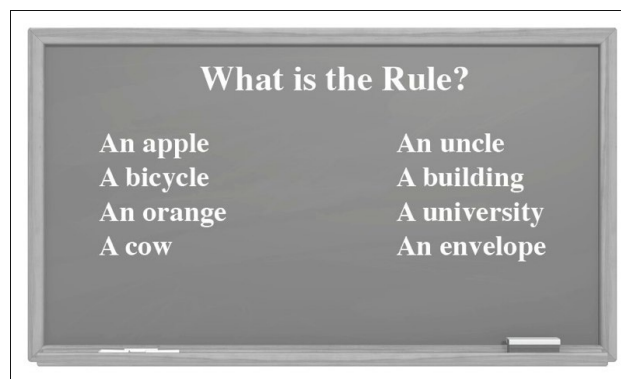 What is the Rule?
An apple
A bicycle
An orange
A cow
An uncle
A building
A university
An envelope